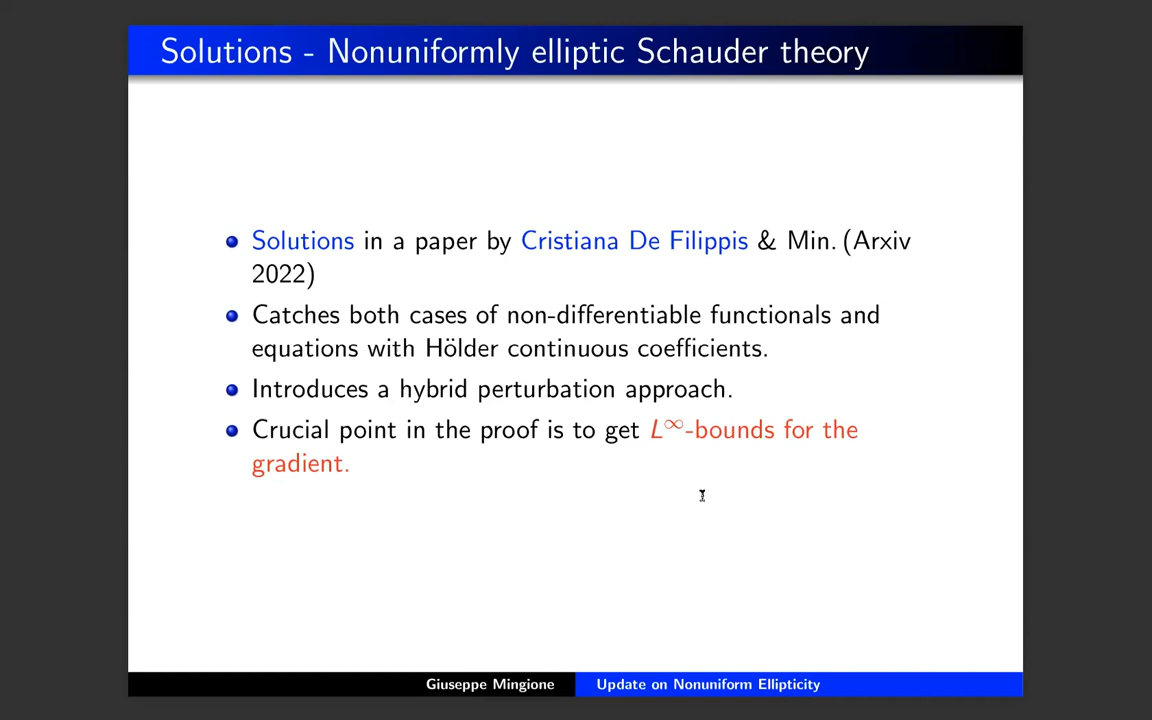 Solutions - Nonuniformly elliptic Schauder theory
Solutions in a paper by Cristiana De Filippis & Min. (Arxiv
2022)
Catches both cases of non-differentiable functionals and
equations with Hölder continuous coefficients.
Introduces a hybrid perturbation approach.
Crucial point in the proof is to get L^∞-bounds for the
gradient.
Giuseppe Mingione
Update on Nonuniform Ellipticity